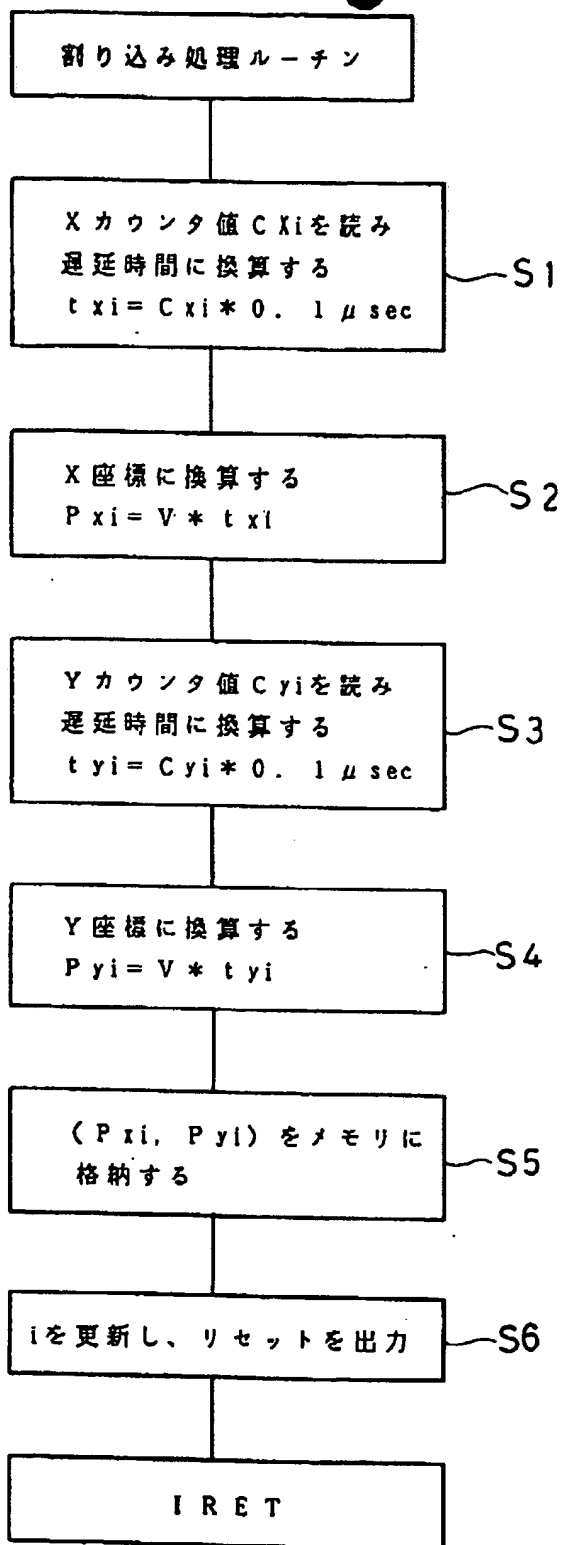 割り込み処理ルーチン
Xカウンタ値CXiを読み
遅延時間に換算する
txi=Cxi*0.1μsec
S1
X座標に換算する
Pxi=V*txi
S2
Yカウンタ値Cyiを読み
遅延時間に換算する
tyi=Cyi*0.1μsec
S3
Y座標に換算する
Pyi=V*tyi
S4
(Pxi,Pyi)をメモリに
格納する
S5
iを更新し、リセットを出力
S6
IRET